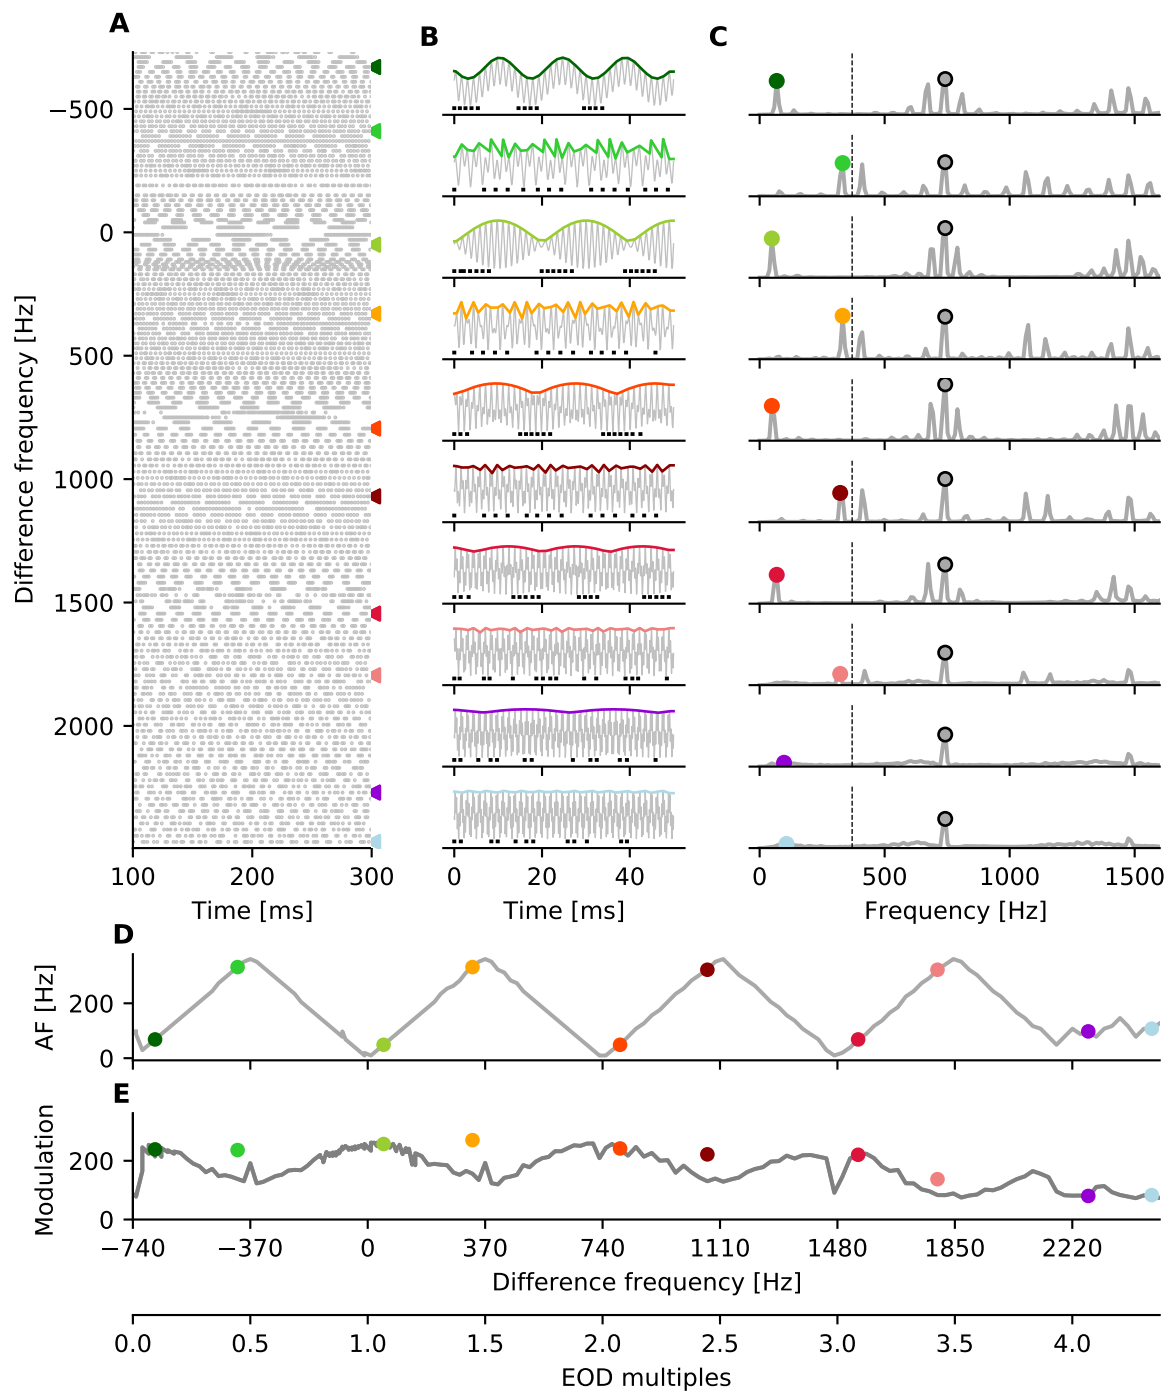 A
B
C
Difference frequency [Hz]
−500
0
500
1000
1500
2000
100 200 300
Time [ms]
0 20 40
Time [ms]
0 500 1000 1500
Frequency [Hz]
D
AF [Hz]
200
0
E
Modulation
200
0
−740 −370 0 370 740 1110 1480 1850 2220
Difference frequency [Hz]
0.0 0.5 1.0 1.5 2.0 2.5 3.0 3.5 4.0
EOD multiples